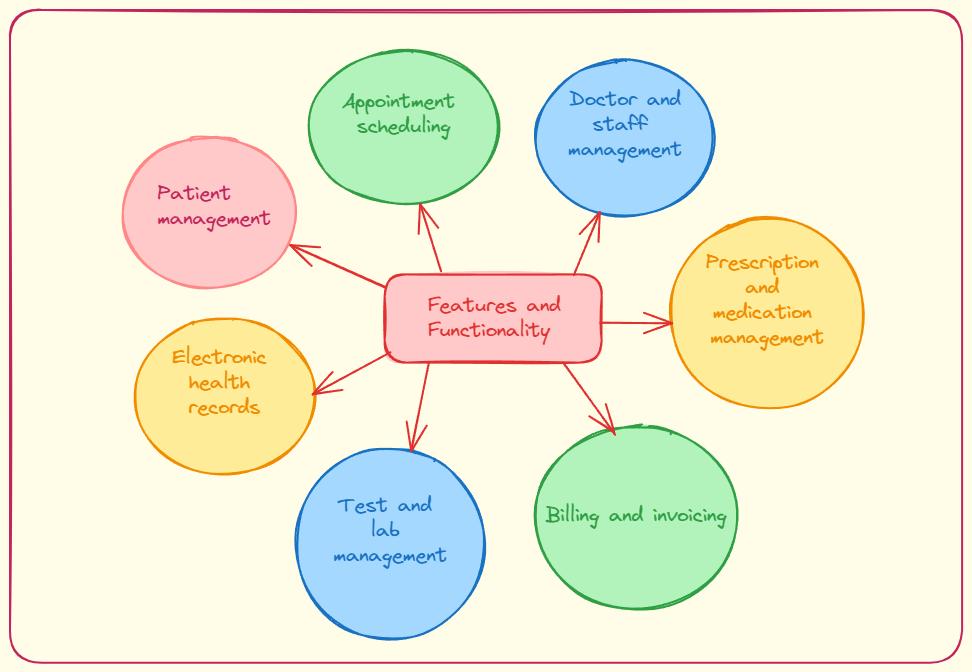 Appointment
scheduling
Doctor and
staff
management
Patient
management
Prescription
and
medication
management
Features and
Functionality
Electronic
health
records
Test and
lab
management
Billing and invoicing